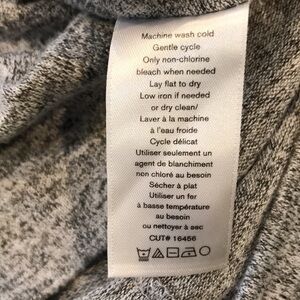 Machine wash cold
Gentle cycle
Only non-chlorine
bleach when needed
Lay flat to dry
Low iron if needed
or dry clean/
Laver à la machine
à l'eau froide
Cycle délicat
Utiliser seulement un
agent de blanchiment
non chloré au besoin
Sécher à plat
Utiliser un fer
à basse température
au besoin
ou nettoyer à sec
CUT# 16456